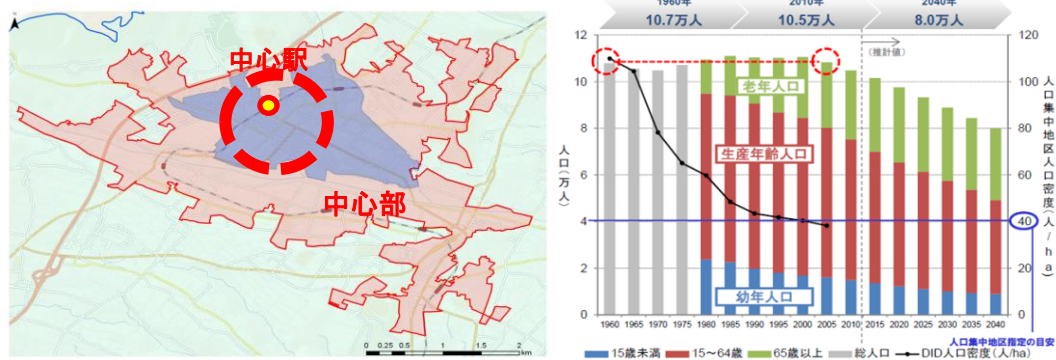 中心駅
中心部
0 0.25 0.5 1 1.5 2
km
1960年 2010年 2040年
10.7万人 10.5万人 8.0万人
(推計値)
人口(万人)
12
10
8
6
4
2
0
老年人口
生産年齢人口
幼年人口
120
100
80
60
40
20
0
人口集中地区人口密度(人/ha)
1960 1965 1970 1975 1980 1985 1990 1995 2000 2005 2010 2015 2020 2025 2030 2035 2040
人口集中地区指定の目安
15歳未満 15~64歳 65歳以上 総人口 DID人口密度(人/ha)